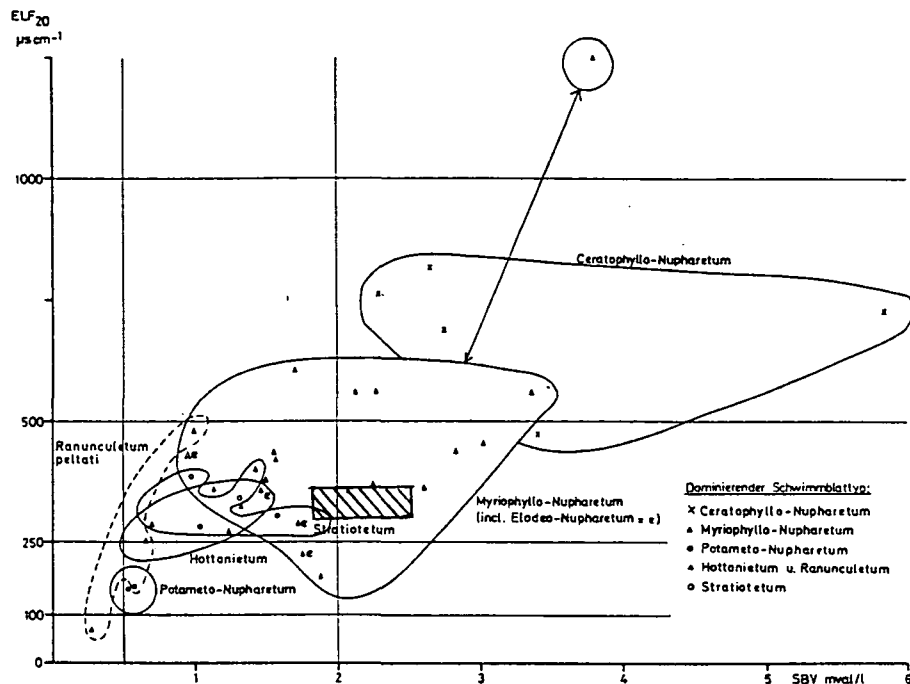 ELF20
µs cm⁻¹
1000
Ceratophyllo-Nupharetum
500
Ranunculetum
peltati
Myriophyllo-Nupharetum
(incl. Elodeo-Nupharetum = e)
Stratiotetum
250
Hottonietum
Potameto-Nupharetum
100
0
1
2
3
4
5
SBV mval/l
6
e
e
e
e
Dominierender Schwimmblattyp:
x Ceratophyllo-Nupharetum
▲ Myriophyllo-Nupharetum
● Potameto-Nupharetum
▴ Hottonietum u. Ranunculetum
○ Stratiotetum